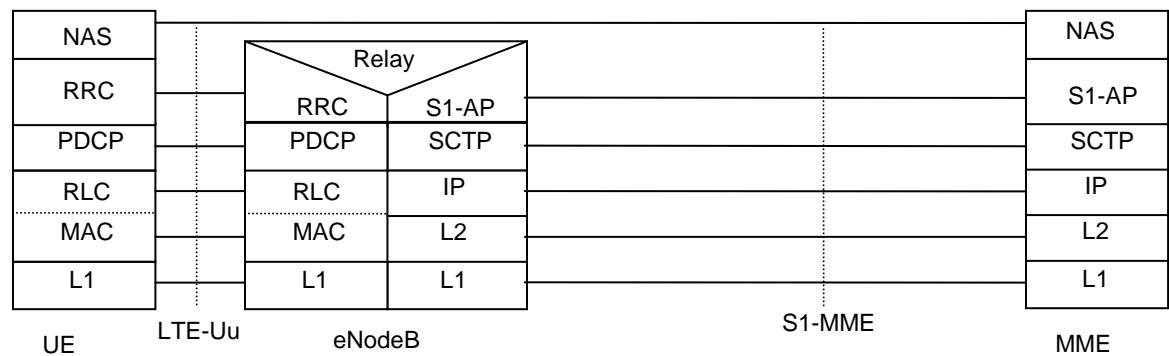 NAS
RRC
PDCP
RLC
MAC
L1
UE
LTE-Uu
Relay
RRC
S1-AP
PDCP
SCTP
RLC
IP
MAC
L2
L1
L1
eNodeB
S1-MME
NAS
S1-AP
SCTP
IP
L2
L1
MME